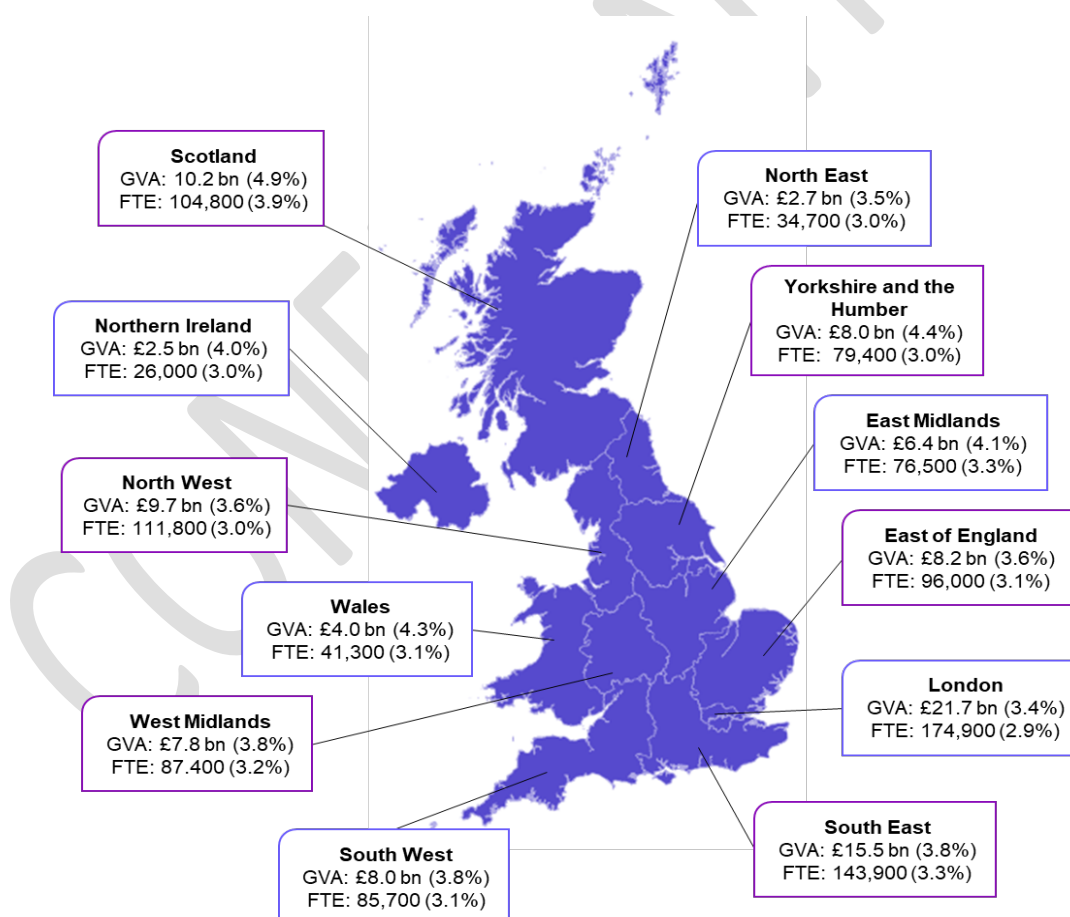 Scotland
GVA: 10.2 bn (4.9%)
FTE: 104,800 (3.9%)
North East
GVA: £2.7 bn (3.5%)
FTE: 34,700 (3.0%)
Yorkshire and the
Humber
GVA: £8.0 bn (4.4%)
FTE: 79,400 (3.0%)
Northern Ireland
GVA: £2.5 bn (4.0%)
FTE: 26,000 (3.0%)
East Midlands
GVA: £6.4 bn (4.1%)
FTE: 76,500 (3.3%)
North West
GVA: £9.7 bn (3.6%)
FTE: 111,800 (3.0%)
East of England
GVA: £8.2 bn (3.6%)
FTE: 96,000 (3.1%)
Wales
GVA: £4.0 bn (4.3%)
FTE: 41,300 (3.1%)
London
GVA: £21.7 bn (3.4%)
FTE: 174,900 (2.9%)
West Midlands
GVA: £7.8 bn (3.8%)
FTE: 87.400 (3.2%)
South East
GVA: £15.5 bn (3.8%)
FTE: 143,900 (3.3%)
South West
GVA: £8.0 bn (3.8%)
FTE: 85,700 (3.1%)